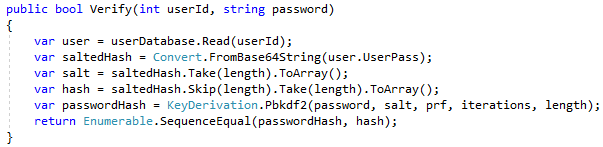 public bool Verify(int userId, string password)
{
    var user = userDatabase.Read(userId);
    var saltedHash = Convert.FromBase64String(user.UserPass);
    var salt = saltedHash.Take(length).ToArray();
    var hash = saltedHash.Skip(length).Take(length).ToArray();
    var passwordHash = KeyDerivation.Pbkdf2(password, salt, prf, iterations, length);
    return Enumerable.SequenceEqual(passwordHash, hash);
}